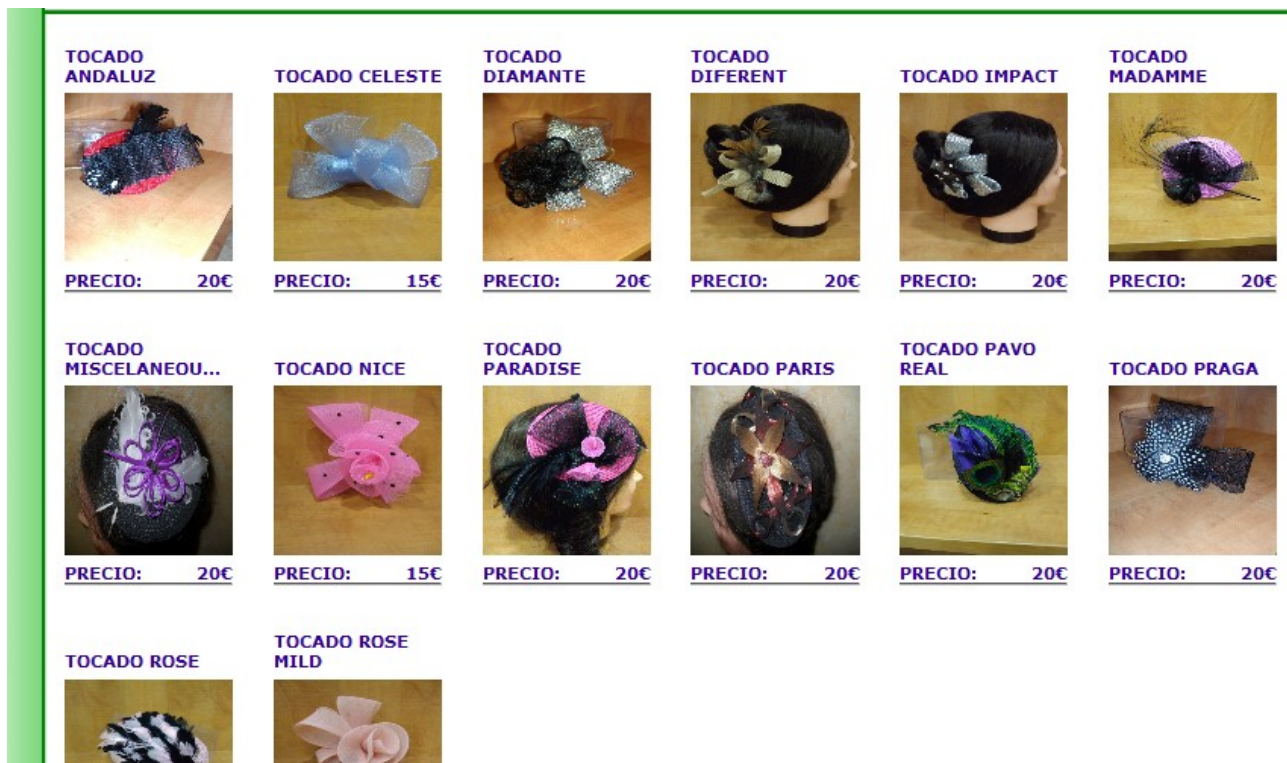 TOCADO
ANDALUZ
TOCADO CELESTE
TOCADO
DIAMANTE
TOCADO
DIFERENT
TOCADO IMPACT
TOCADO
MADAMME
PRECIO: 20€
PRECIO: 15€
PRECIO: 20€
PRECIO: 20€
PRECIO: 20€
PRECIO: 20€
TOCADO
MISCELANEOU...
TOCADO NICE
TOCADO
PARADISE
TOCADO PARIS
TOCADO PAVO
REAL
TOCADO PRAGA
PRECIO: 20€
PRECIO: 15€
PRECIO: 20€
PRECIO: 20€
PRECIO: 20€
PRECIO: 20€
TOCADO ROSE
TOCADO ROSE
MILD